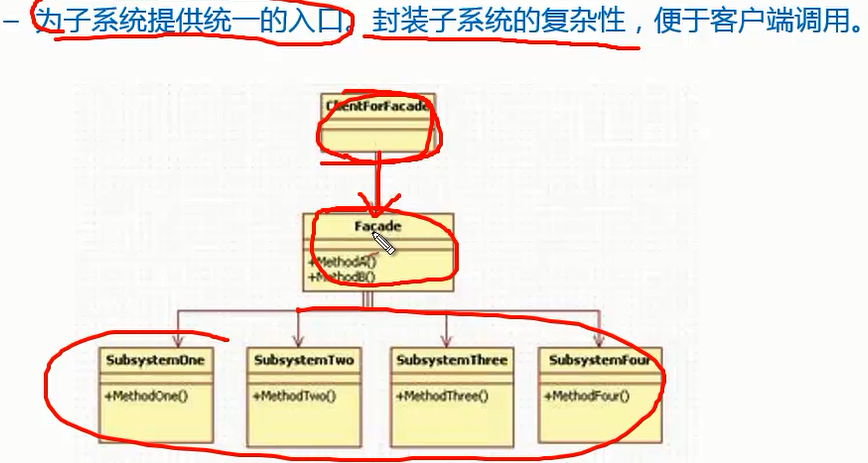 – 为子系统提供统一的入口。封装子系统的复杂性，便于客户端调用。
ClientForFacade
Facade
+MethodA()
+MethodB()
SubsystemOne SubsystemTwo SubsystemThree SubsystemFour
+MethodOne() +MethodTwo() +MethodThree() +MethodFour()